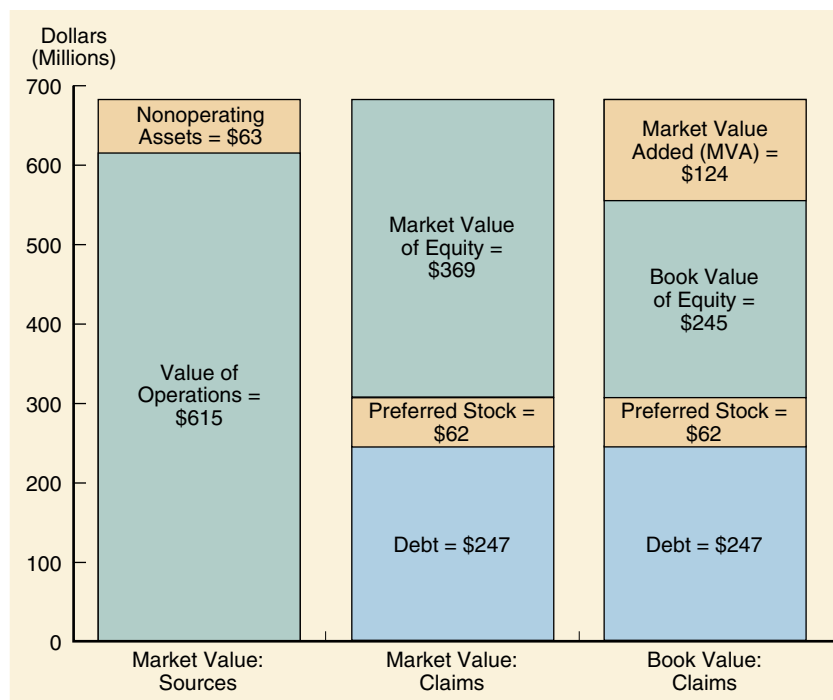 Dollars
(Millions)
700
600
500
400
300
200
100
0
Nonoperating
Assets = $63
Value of
Operations =
$615
Market Value
of Equity =
$369
Preferred Stock =
$62
Debt = $247
Market Value
Added (MVA) =
$124
Book Value
of Equity =
$245
Preferred Stock =
$62
Debt = $247
Market Value:
Sources
Market Value:
Claims
Book Value:
Claims